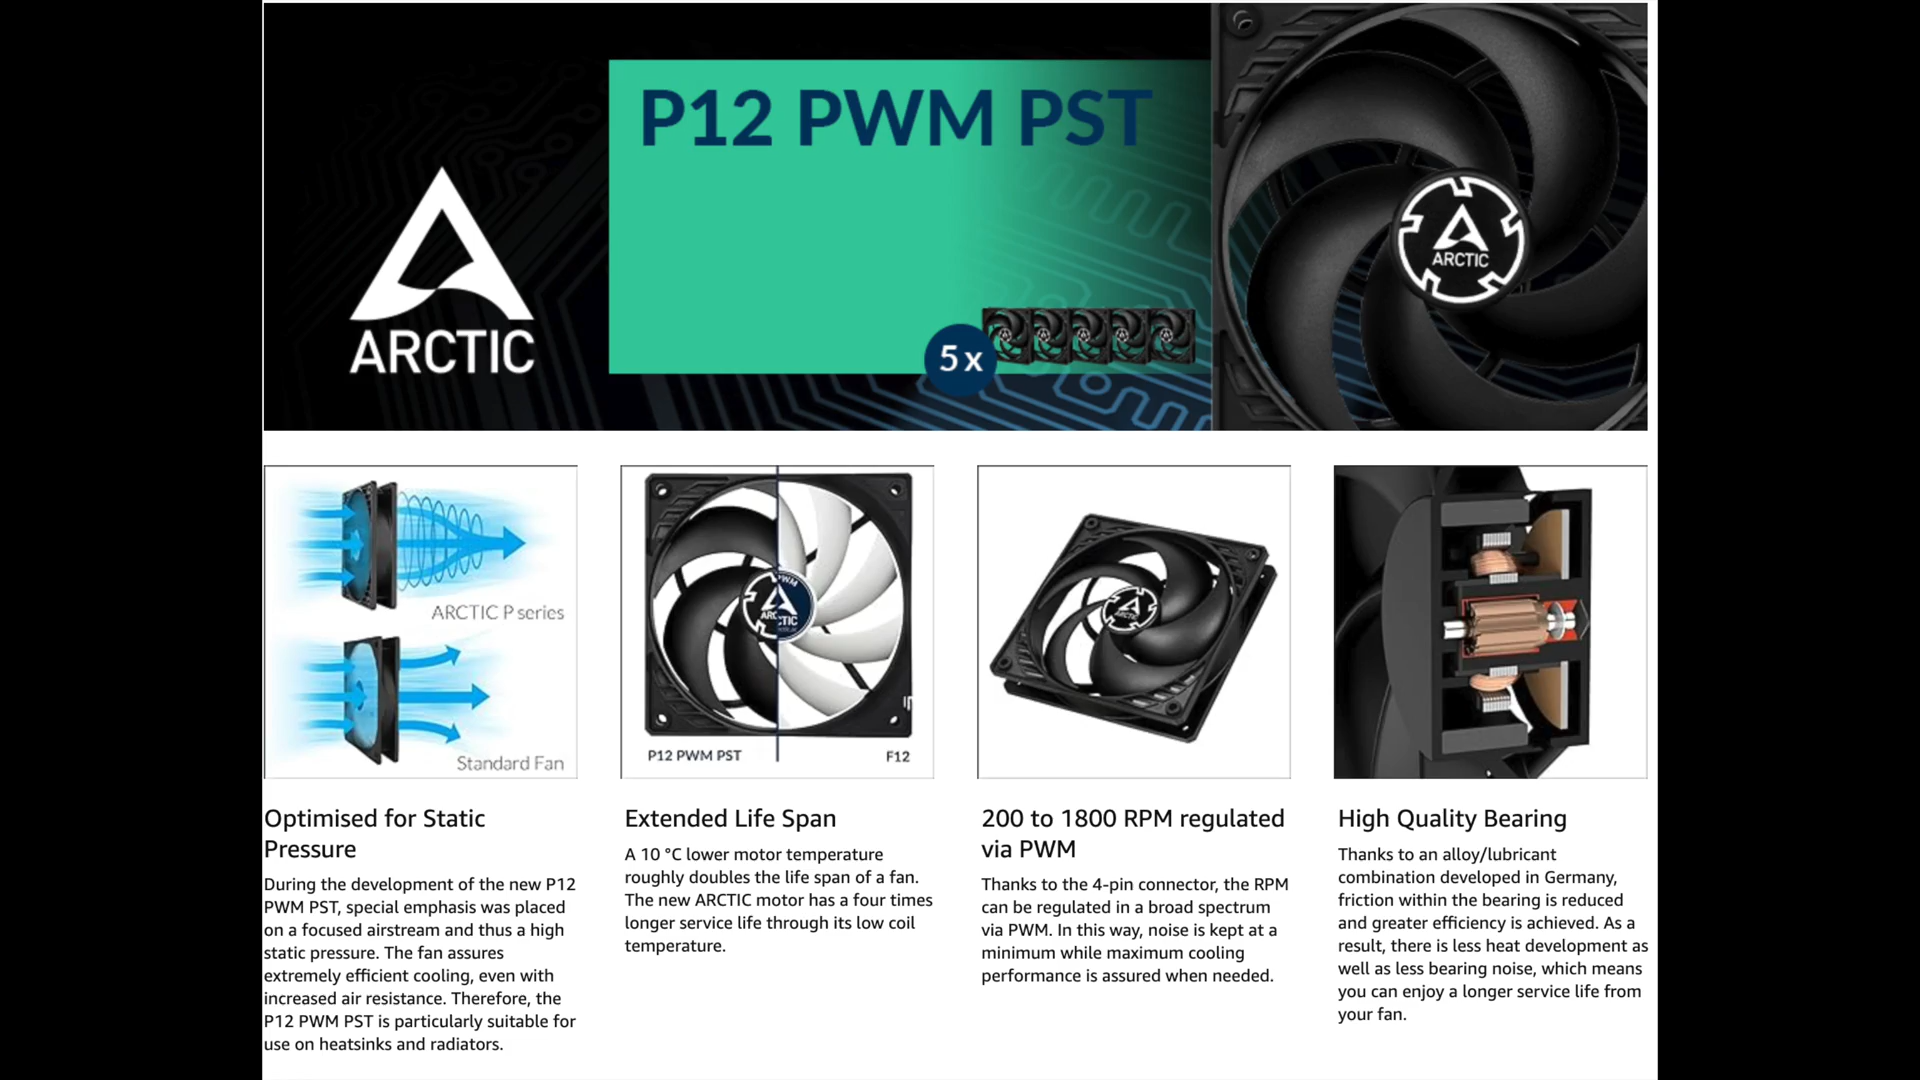 P12 PWM PST
ARCTIC
ARCTIC
5 x
ARCTIC P series
Standard Fan
PWM
ARCTIC
P12 PWM PST
F12
ARCTIC
Optimised for Static
Pressure
During the development of the new P12
PWM PST, special emphasis was placed
on a focused airstream and thus a high
static pressure. The fan assures
extremely efficient cooling, even with
increased air resistance. Therefore, the
P12 PWM PST is particularly suitable for
use on heatsinks and radiators.
Extended Life Span
A 10 °C lower motor temperature
roughly doubles the life span of a fan.
The new ARCTIC motor has a four times
longer service life through its low coil
temperature.
200 to 1800 RPM regulated
via PWM
Thanks to the 4-pin connector, the RPM
can be regulated in a broad spectrum
via PWM. In this way, noise is kept at a
minimum while maximum cooling
performance is assured when needed.
High Quality Bearing
Thanks to an alloy/lubricant
combination developed in Germany,
friction within the bearing is reduced
and greater efficiency is achieved. As a
result, there is less heat development as
well as less bearing noise, which means
you can enjoy a longer service life from
your fan.